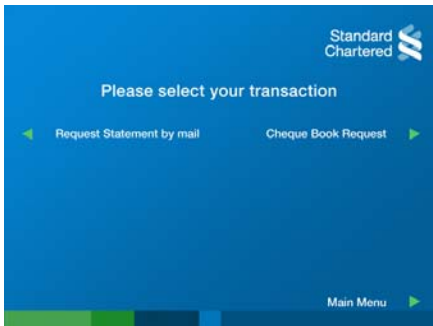 Standard
Chartered
Please select your transaction
Request Statement by mail
Cheque Book Request
Main Menu